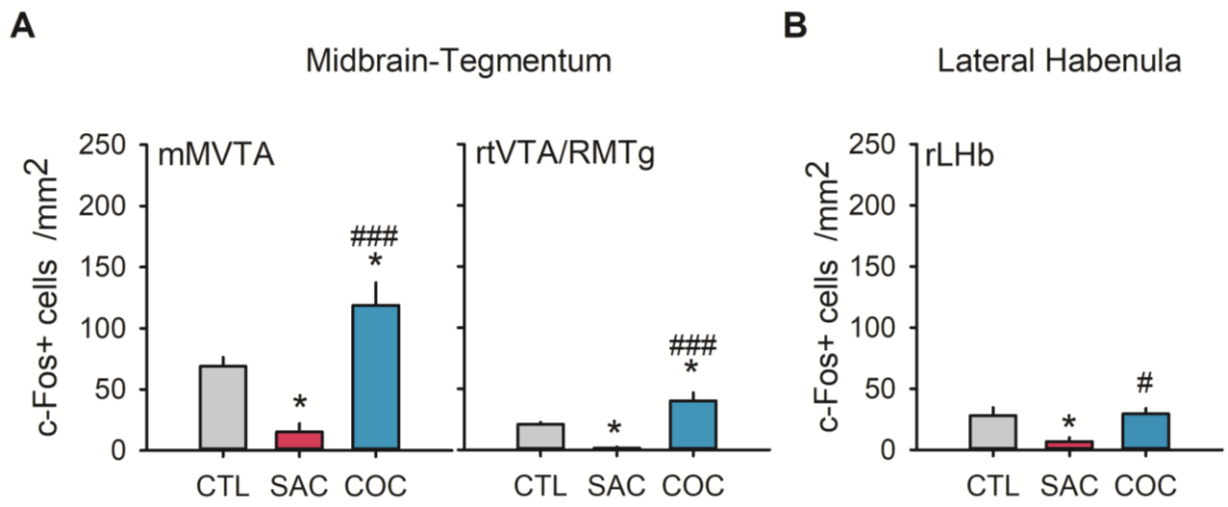 A
B
Midbrain-Tegmentum
Lateral Habenula
c-Fos+ cells /mm2
250
200
150
100
50
0
mMVTA
*
###
*
CTL SAC COC
rtVTA/RMTg
*
###
*
CTL SAC COC
c-Fos+ cells /mm2
250
200
150
100
50
0
rLHb
*
#
CTL SAC COC